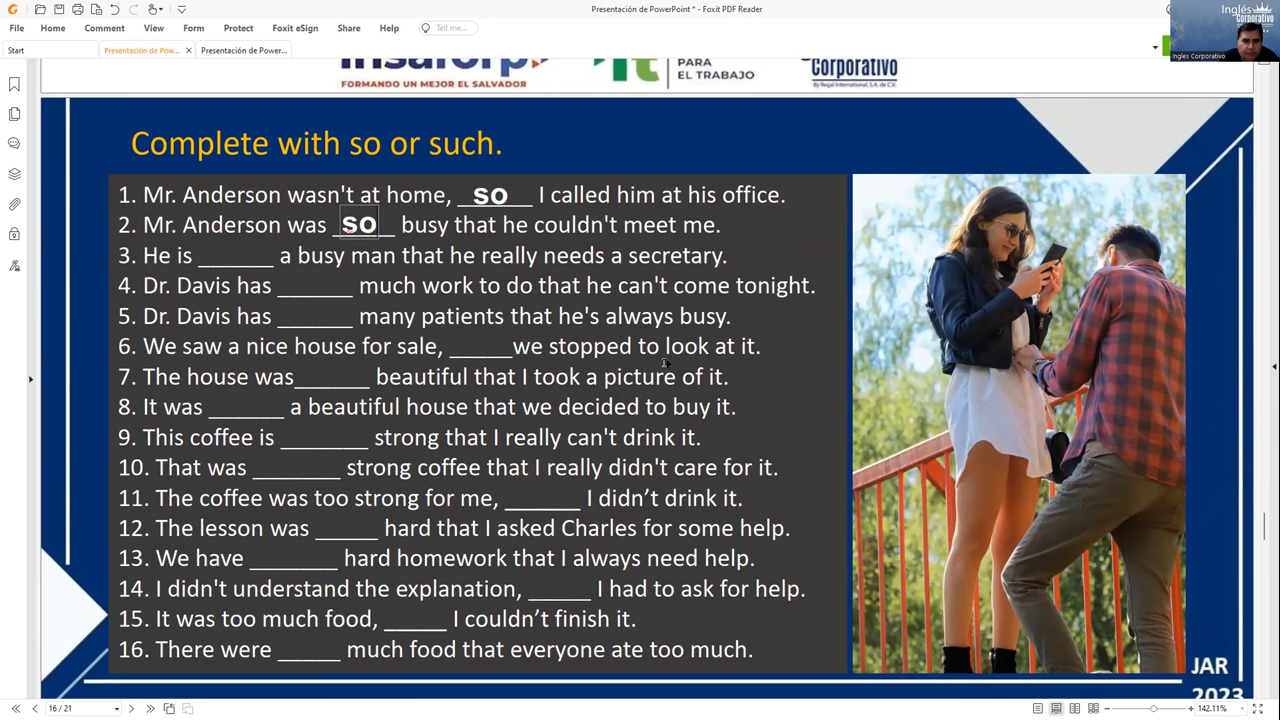 Presentación de PowerPoint * - Foxit PDF Reader
File Home Comment View Form Protect Foxit eSign Share Help Tell me...
Start Presentación de Pow... × Presentación de Power...
Inglés
Corporativo
Ingles Corporativo
insaforp
FORMANDO UN MEJOR EL SALVADOR
PARA
EL TRABAJO
Corporativo
By Regal International, S.A. de C.V.
Complete with so or such.
1. Mr. Anderson wasn't at home, __so__ I called him at his office.
2. Mr. Anderson was __so__ busy that he couldn't meet me.
3. He is ______ a busy man that he really needs a secretary.
4. Dr. Davis has ______ much work to do that he can't come tonight.
5. Dr. Davis has ______ many patients that he's always busy.
6. We saw a nice house for sale, _____we stopped to look at it.
7. The house was______ beautiful that I took a picture of it.
8. It was ______ a beautiful house that we decided to buy it.
9. This coffee is _______ strong that I really can't drink it.
10. That was _______ strong coffee that I really didn't care for it.
11. The coffee was too strong for me, ______ I didn’t drink it.
12. The lesson was _____ hard that I asked Charles for some help.
13. We have _______ hard homework that I always need help.
14. I didn't understand the explanation, _____ I had to ask for help.
15. It was too much food, _____ I couldn’t finish it.
16. There were _____ much food that everyone ate too much.
JAR
2023
16 / 21
142.11%